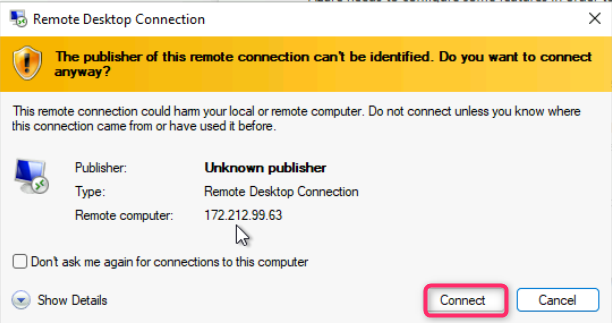 Remote Desktop Connection
The publisher of this remote connection can't be identified. Do you want to connect
anyway?
This remote connection could harm your local or remote computer. Do not connect unless you know where
this connection came from or have used it before.
Publisher: Unknown publisher
Type: Remote Desktop Connection
Remote computer: 172.212.99.63
Don't ask me again for connections to this computer
Show Details Connect Cancel